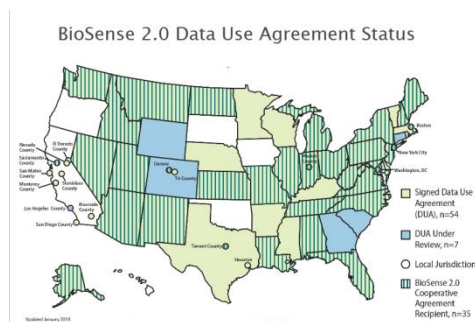 BioSense 2.0 Data Use Agreement Status
Nevada
County
El Dorado
County
Sacramento
County
San Mateo
County
Monterey
County
Stanislaus
County
Riverside
County
Los Angeles County
San Diego County
Denver
Tri-County
Tarrant County
Houston
Boston
New York City
Washington, DC
Signed Data Use
Agreement
(DUA), n=54
DUA Under
Review, n=7
Local Jurisdiction
BioSense 2.0
Cooperative
Agreement
Recipient, n=35
Updated January 2014